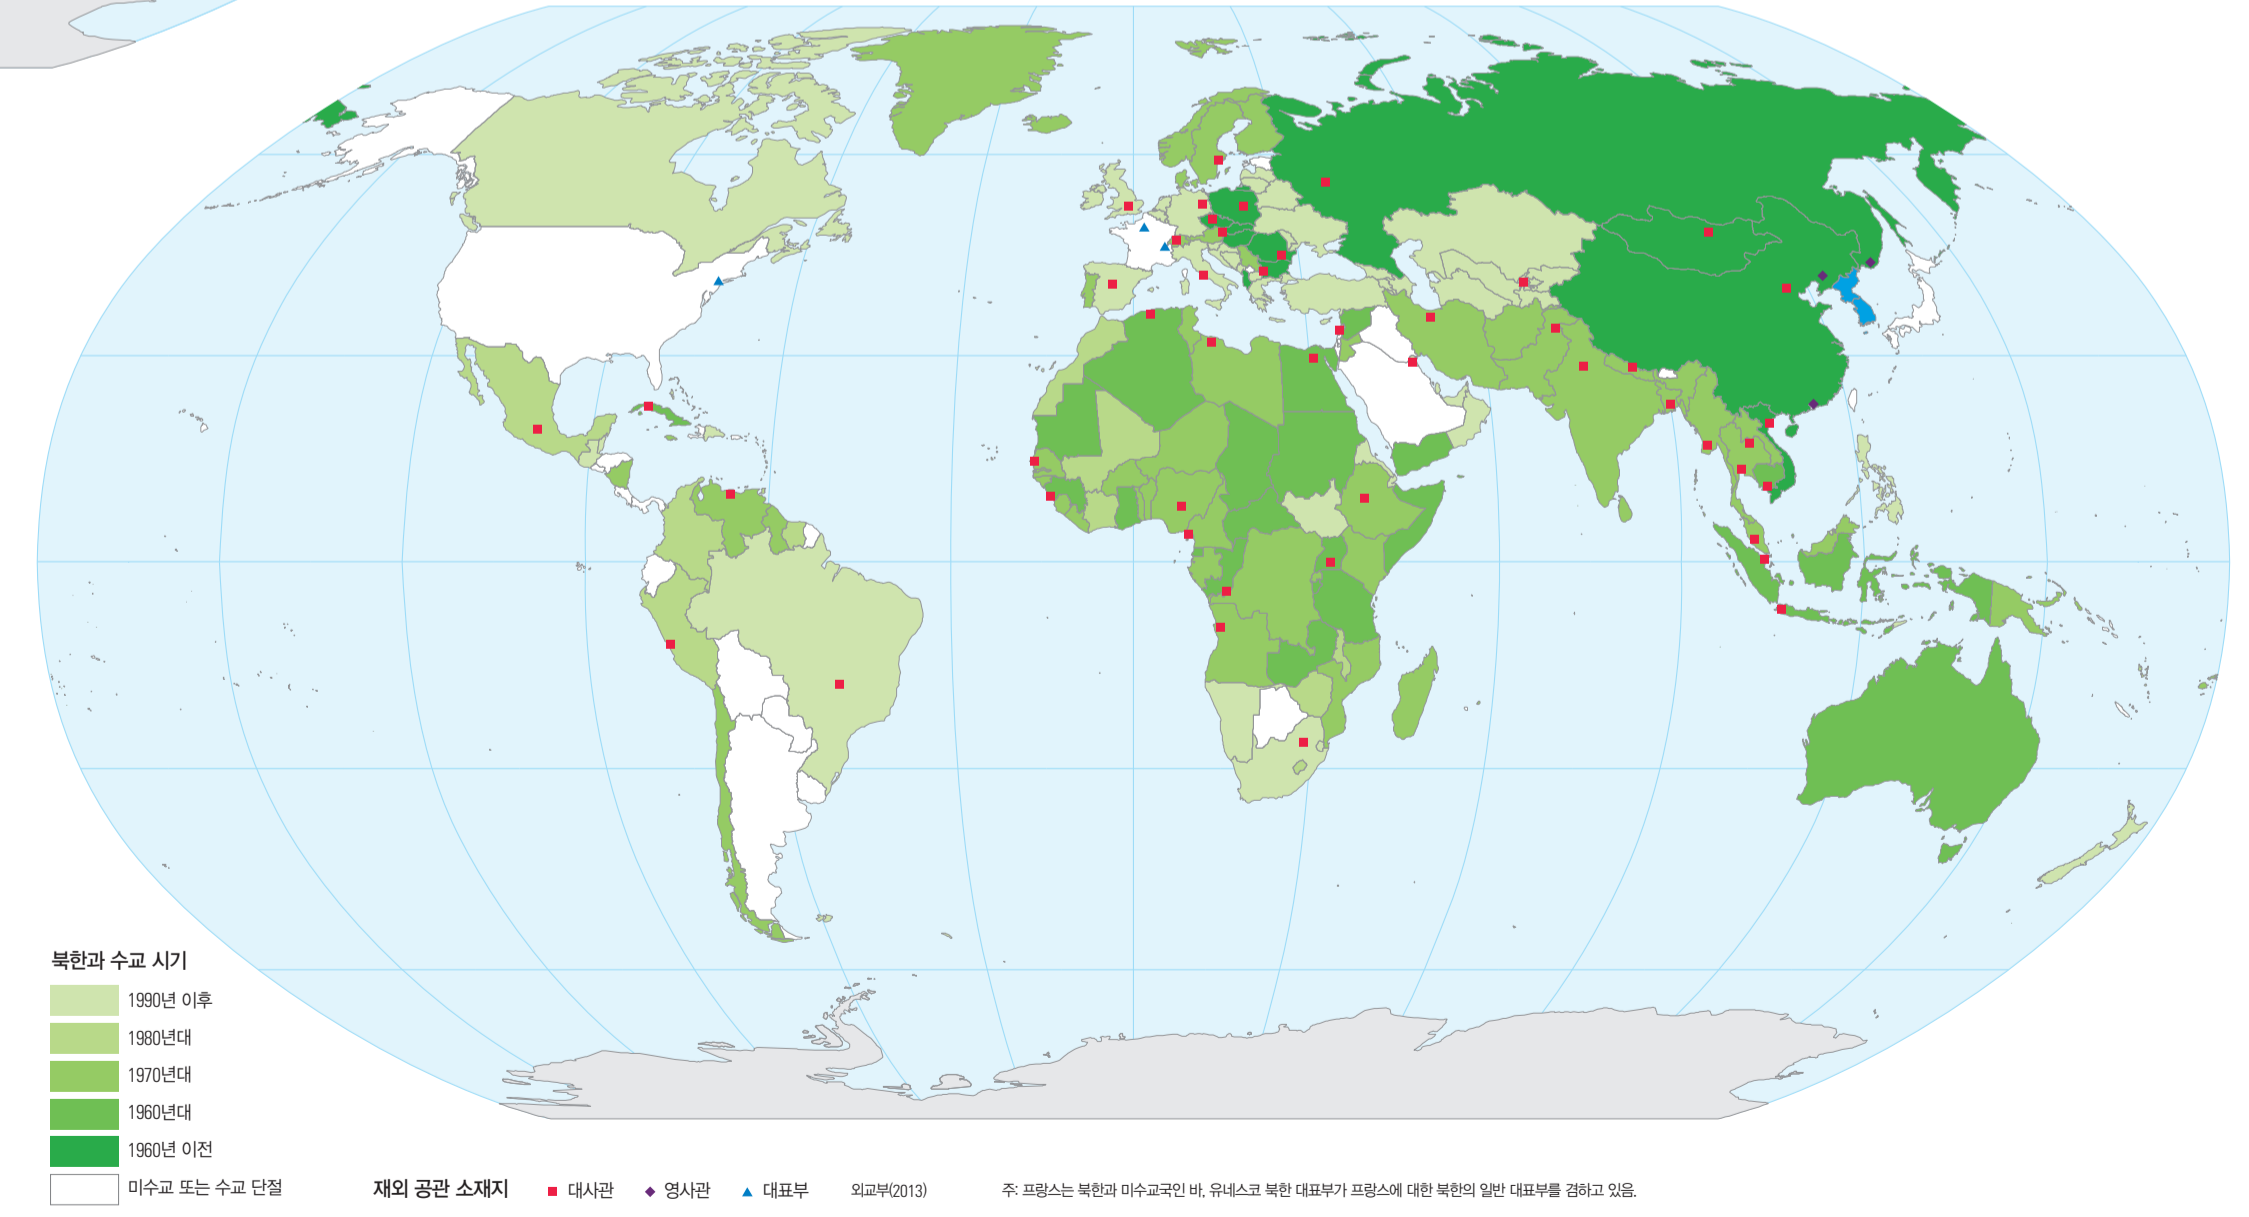 북한과 수교 시기
1990년 이후
1980년대
1970년대
1960년대
1960년 이전
미수교 또는 수교 단절
재외 공관 소재지 대사관 영사관 대표부 외교부(2013) 주: 프랑스는 북한과 미수교국인 바, 유네스코 북한 대표부가 프랑스에 대한 북한의 일반 대표부를 겸하고 있음.